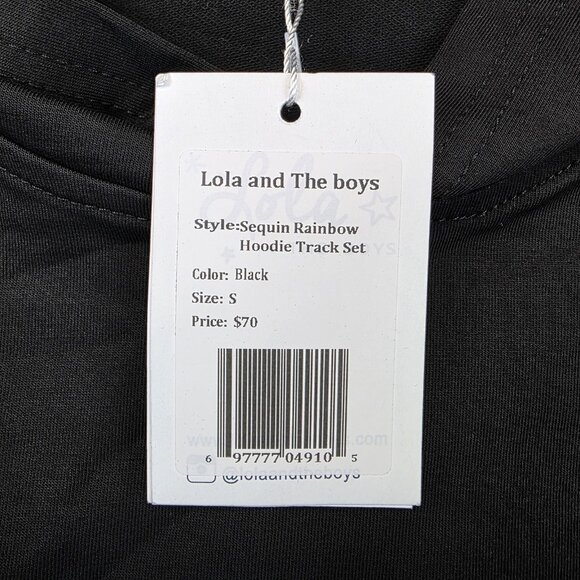 Lola and The boys
Style:Sequin Rainbow
Hoodie Track Set
Color: Black
Size: S
Price: $70
6 97777 04910 5
@lolaandtheboys